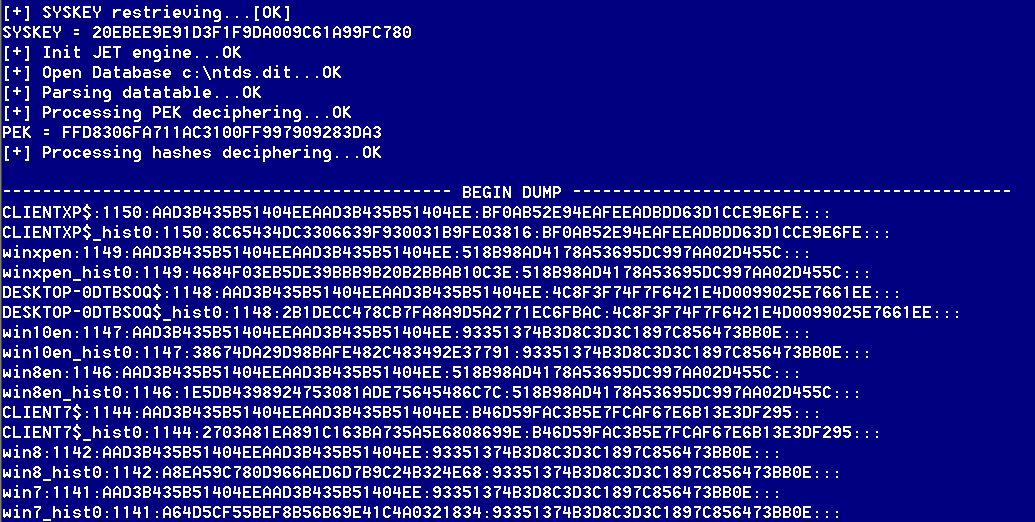 [+] SYSKEY restrieving...[OK]
SYSKEY = 20EBEE9E91D3F1F9DA009C61A99FC780
[+] Init JET engine...OK
[+] Open Database c:\ntds.dit...OK
[+] Parsing datatable...OK
[+] Processing PEK deciphering...OK
PEK = FFD8306FA711AC3100FF997909283DA3
[+] Processing hashes deciphering...OK
--------------------------------------------- BEGIN DUMP --------------------------------------------
CLIENTXP$:1150:AAD3B435B51404EEAAD3B435B51404EE:BF0AB52E94EAFEEADBDD63D1CCE9E6FE:::
CLIENTXP$_hist0:1150:8C65434DC3306639F930031B9FE03816:BF0AB52E94EAFEEADBDD63D1CCE9E6FE:::
winxpen:1149:AAD3B435B51404EEAAD3B435B51404EE:518B98AD4178A53695DC997AA02D455C:::
winxpen_hist0:1149:4684F03EB5DE39BBB9B20B2BBAB10C3E:518B98AD4178A53695DC997AA02D455C:::
DESKTOP-0DTBSOQ$:1148:AAD3B435B51404EEAAD3B435B51404EE:4C8F3F74F7F6421E4D0099025E7661EE:::
DESKTOP-0DTBSOQ$_hist0:1148:2B1DECC478CB7FA8A9D5A2771EC6FBAC:4C8F3F74F7F6421E4D0099025E7661EE:::
win10en:1147:AAD3B435B51404EEAAD3B435B51404EE:93351374B3D8C3D3C1897C856473BB0E:::
win10en_hist0:1147:38674DA29D98BAFE482C483492E37791:93351374B3D8C3D3C1897C856473BB0E:::
win8en:1146:AAD3B435B51404EEAAD3B435B51404EE:518B98AD4178A53695DC997AA02D455C:::
win8en_hist0:1146:1E5DB4398924753081ADE75645486C7C:518B98AD4178A53695DC997AA02D455C:::
CLIENT7$:1144:AAD3B435B51404EEAAD3B435B51404EE:B46D59FAC3B5E7FCAF67E6B13E3DF295:::
CLIENT7$_hist0:1144:2703A81EA891C163BA735A5E6808699E:B46D59FAC3B5E7FCAF67E6B13E3DF295:::
win8:1142:AAD3B435B51404EEAAD3B435B51404EE:93351374B3D8C3D3C1897C856473BB0E:::
win8_hist0:1142:A8EA59C780D966AED6D7B9C24B324E68:93351374B3D8C3D3C1897C856473BB0E:::
win7:1141:AAD3B435B51404EEAAD3B435B51404EE:93351374B3D8C3D3C1897C856473BB0E:::
win7_hist0:1141:A64D5CF55BEF8B56B69E41C4A0321834:93351374B3D8C3D3C1897C856473BB0E:::